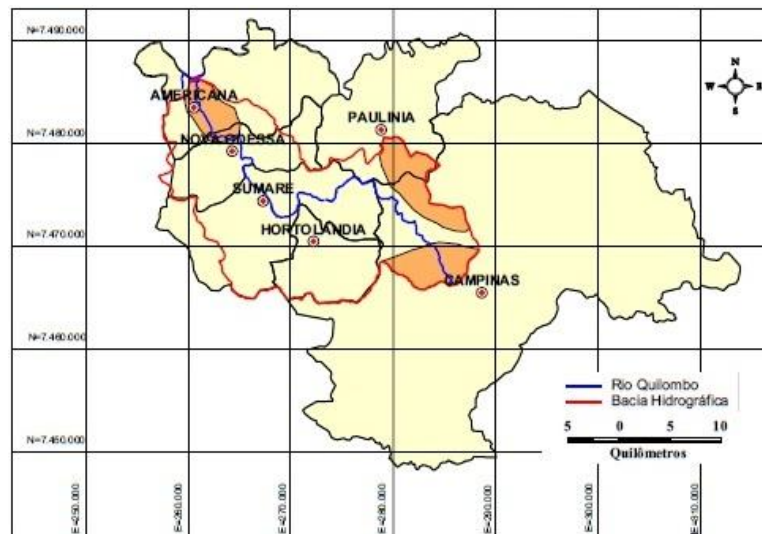 N=7.490.000
N
W E
S
AMERICANA
PAULINIA
N=7.480.000
NOVA ODESSA
SUMARE
HORTOLANDIA
N=7.470.000
CAMPINAS
N=7.460.000
Rio Quilombo
Bacia Hidrográfica
5 0 5 10
Quilômetros
N=7.450.000
E=250.000
E=260.000
E=270.000
E=280.000
E=290.000
E=300.000
E=310.000